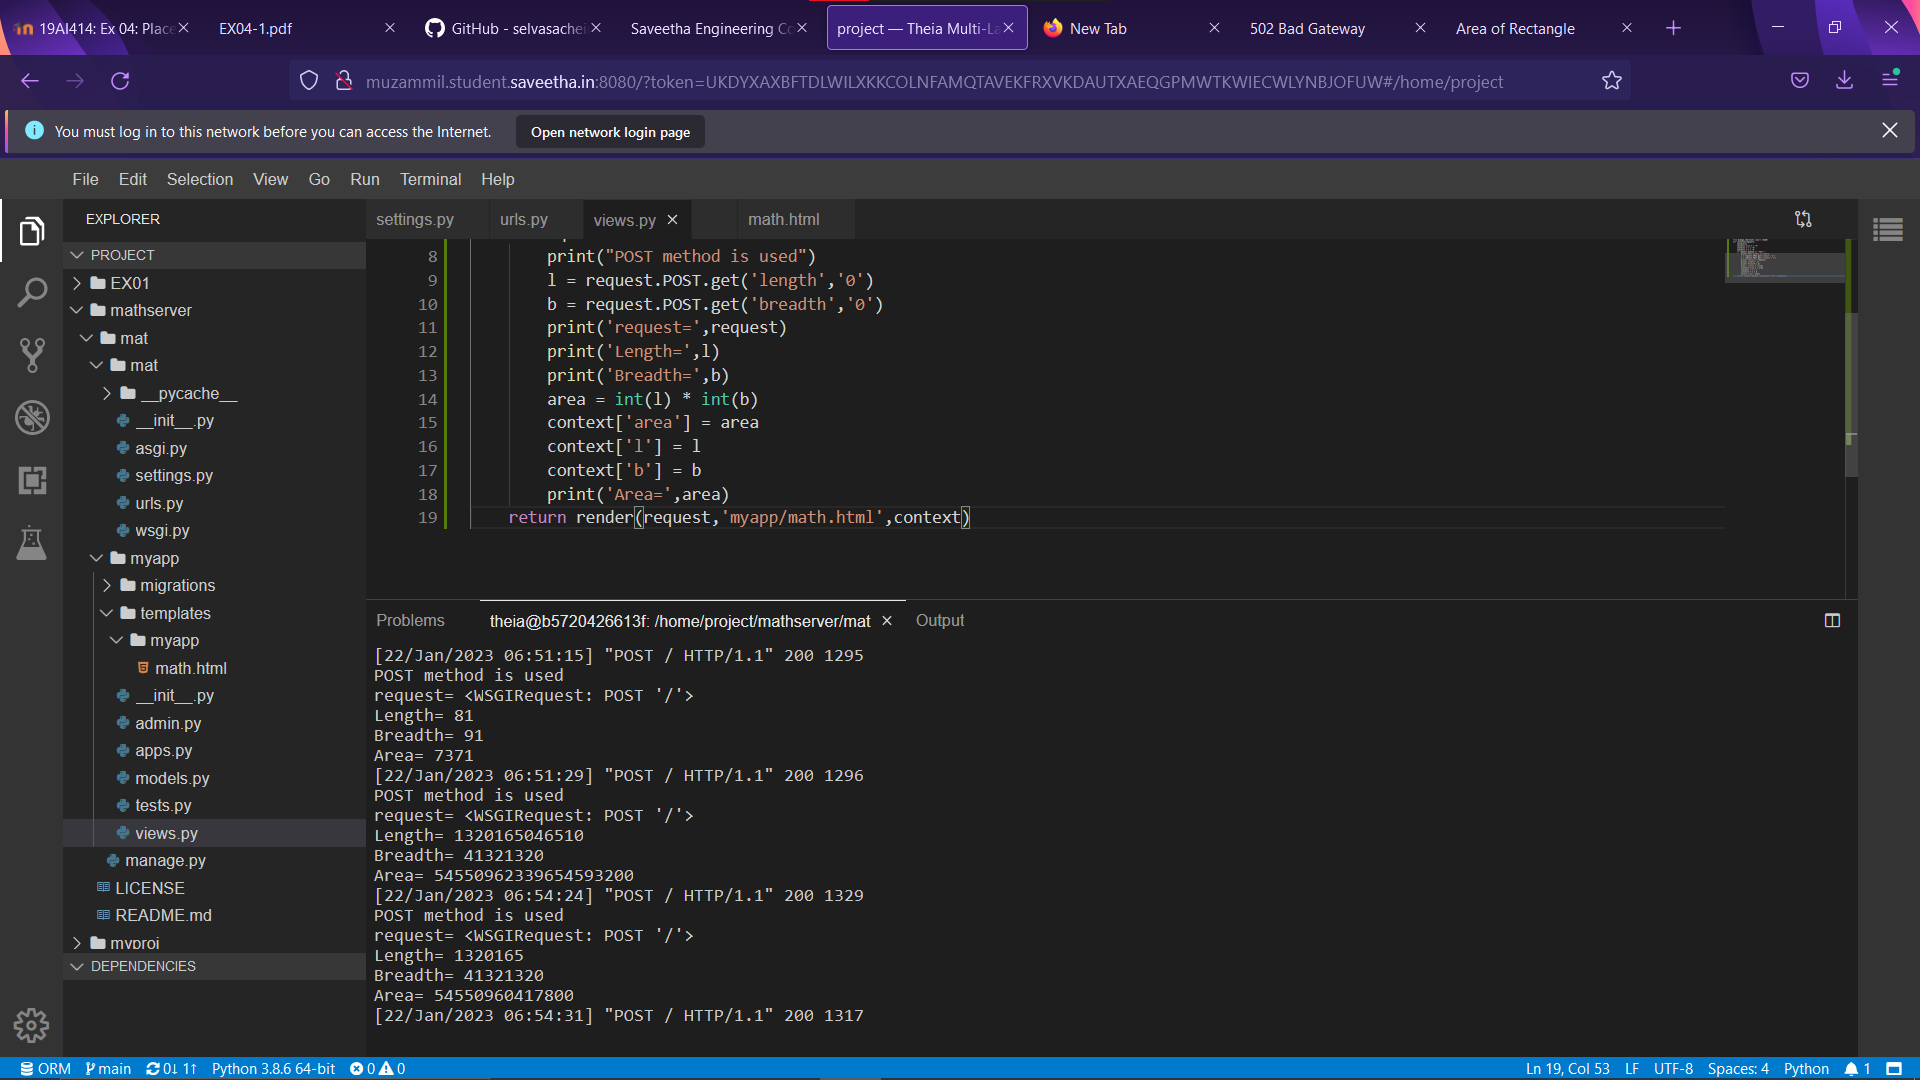 19AI414: Ex 04: Place
EX04-1.pdf
GitHub - selvasachei
Saveetha Engineering Co
project — Theia Multi-La
New Tab
502 Bad Gateway
Area of Rectangle
muzammil.student.saveetha.in:8080/?token=UKDYXAXBFTDLWILXKKCOLNFAMQTAVEKFRXVKDAUTXAEQGPMWTKWIECWLYNBJOFUW#/home/project
You must log in to this network before you can access the Internet.
Open network login page
File Edit Selection View Go Run Terminal Help
EXPLORER
PROJECT
EX01
mathserver
mat
mat
__pycache__
__init__.py
asgi.py
settings.py
urls.py
wsgi.py
myapp
migrations
templates
myapp
math.html
__init__.py
admin.py
apps.py
models.py
tests.py
views.py
manage.py
LICENSE
README.md
myproj
DEPENDENCIES
settings.py urls.py views.py math.html
8 print("POST method is used")
9 l = request.POST.get('length','0')
10 b = request.POST.get('breadth','0')
11 print('request=',request)
12 print('Length=',l)
13 print('Breadth=',b)
14 area = int(l) * int(b)
15 context['area'] = area
16 context['l'] = l
17 context['b'] = b
18 print('Area=',area)
19 return render(request,'myapp/math.html',context)
Problems theia@b5720426613f: /home/project/mathserver/mat Output
[22/Jan/2023 06:51:15] "POST / HTTP/1.1" 200 1295
POST method is used
request= <WSGIRequest: POST '/'>
Length= 81
Breadth= 91
Area= 7371
[22/Jan/2023 06:51:29] "POST / HTTP/1.1" 200 1296
POST method is used
request= <WSGIRequest: POST '/'>
Length= 1320165046510
Breadth= 41321320
Area= 54550962339654593200
[22/Jan/2023 06:54:24] "POST / HTTP/1.1" 200 1329
POST method is used
request= <WSGIRequest: POST '/'>
Length= 1320165
Breadth= 41321320
Area= 54550960417800
[22/Jan/2023 06:54:31] "POST / HTTP/1.1" 200 1317
ORM main 0↓ 1↑ Python 3.8.6 64-bit 0 0
Ln 19, Col 53 LF UTF-8 Spaces: 4 Python 1